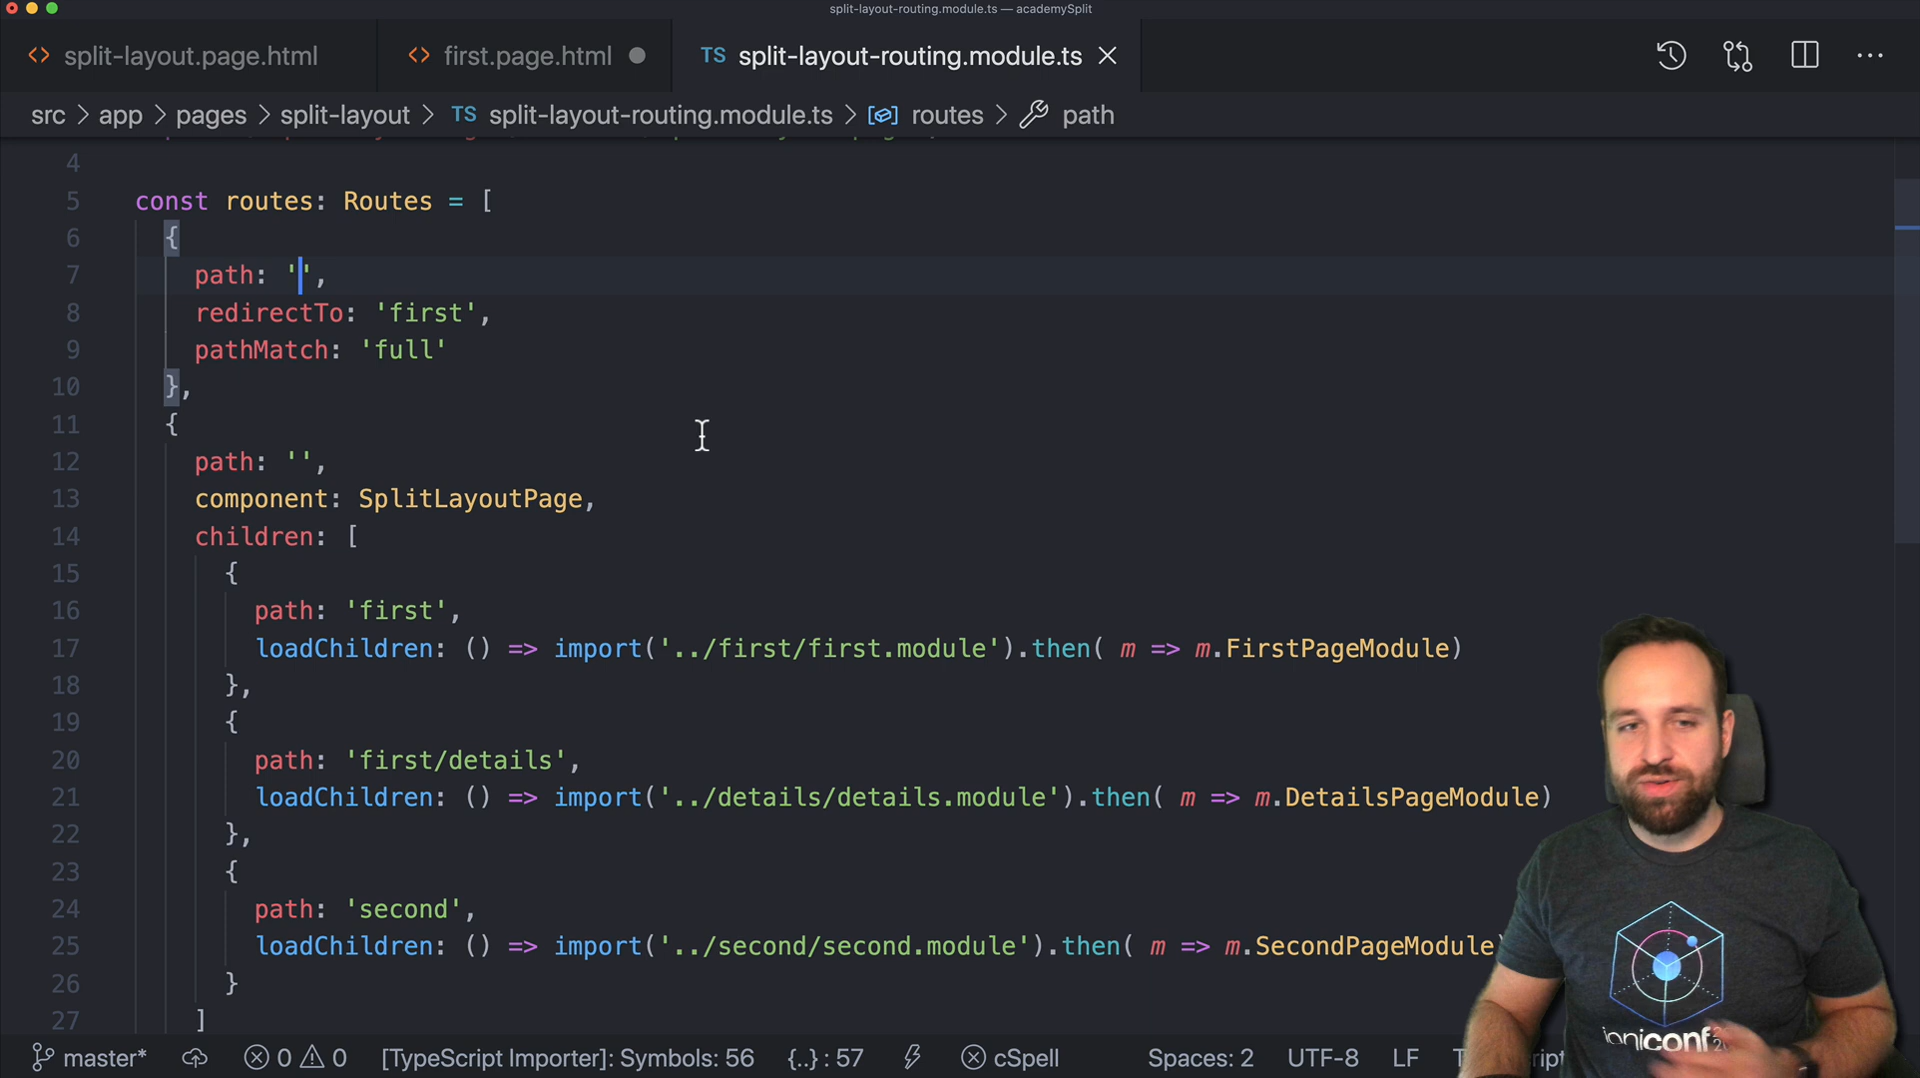 split-layout-routing.module.ts — academySplit
split-layout.page.html
first.page.html
TS split-layout-routing.module.ts
src > app > pages > split-layout > TS split-layout-routing.module.ts > routes > path
4
5 const routes: Routes = [
6 {
7 path: '',
8 redirectTo: 'first',
9 pathMatch: 'full'
10 },
11 {
12 path: '',
13 component: SplitLayoutPage,
14 children: [
15 {
16 path: 'first',
17 loadChildren: () => import('../first/first.module').then( m => m.FirstPageModule)
18 },
19 {
20 path: 'first/details',
21 loadChildren: () => import('../details/details.module').then( m => m.DetailsPageModule)
22 },
23 {
24 path: 'second',
25 loadChildren: () => import('../second/second.module').then( m => m.SecondPageModule)
26 }
27 ]
ioniconf
master* 0 0 [TypeScript Importer]: Symbols: 56 {..} : 57 cSpell Spaces: 2 UTF-8 LF